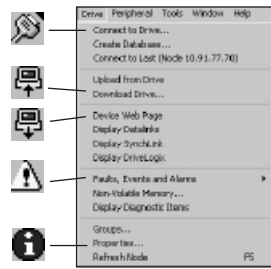 Drive Peripheral Tools Window Help
Connect to Drive...
Create Database...
Connect to Last (Node 10.91.77.70)
Upload from Drive
Download Drive...
Device Web Page
Display Datalinks
Display SynchLink
Display DriveLogix
Faults, Events and Alarms
Non-Volatile Memory...
Display Diagnostic Items
Groups...
Properties...
Refresh Node F5